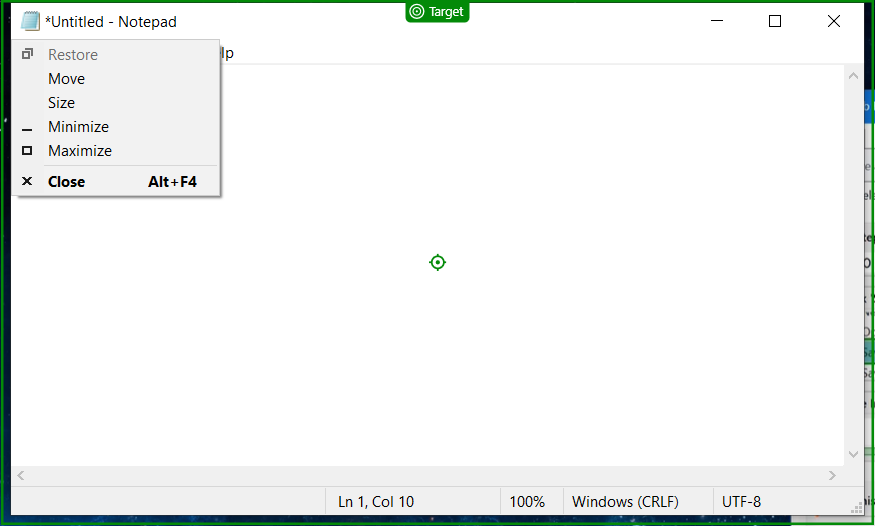 Target
*Untitled - Notepad
lp
Restore
Move
Size
Minimize
Maximize
Close Alt+F4
Ln 1, Col 10 100% Windows (CRLF) UTF-8